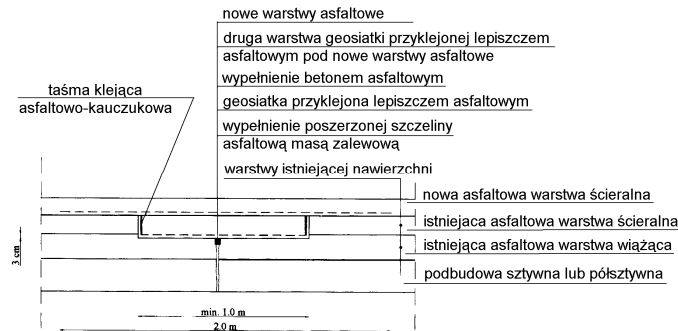 nowe warstwy asfaltowe
druga warstwa geosiatki przyklejonej lepiszczem
asfaltowym pod nowe warstwy asfaltowe
wypełnienie betonem asfaltowym
geosiatka przyklejona lepiszczem asfaltowym
wypełnienie poszerzonej szczeliny
asfaltową masą zalewową
warstwy istniejącej nawierzchni
taśma klejąca
asfaltowo-kauczukowa
nowa asfaltowa warstwa ścieralna
istniejaca asfaltowa warstwa ścieralna
istniejąca asfaltowa warstwa wiążąca
podbudowa sztywna lub półsztywna
3 cm
min. 1.0 m
2.0 m